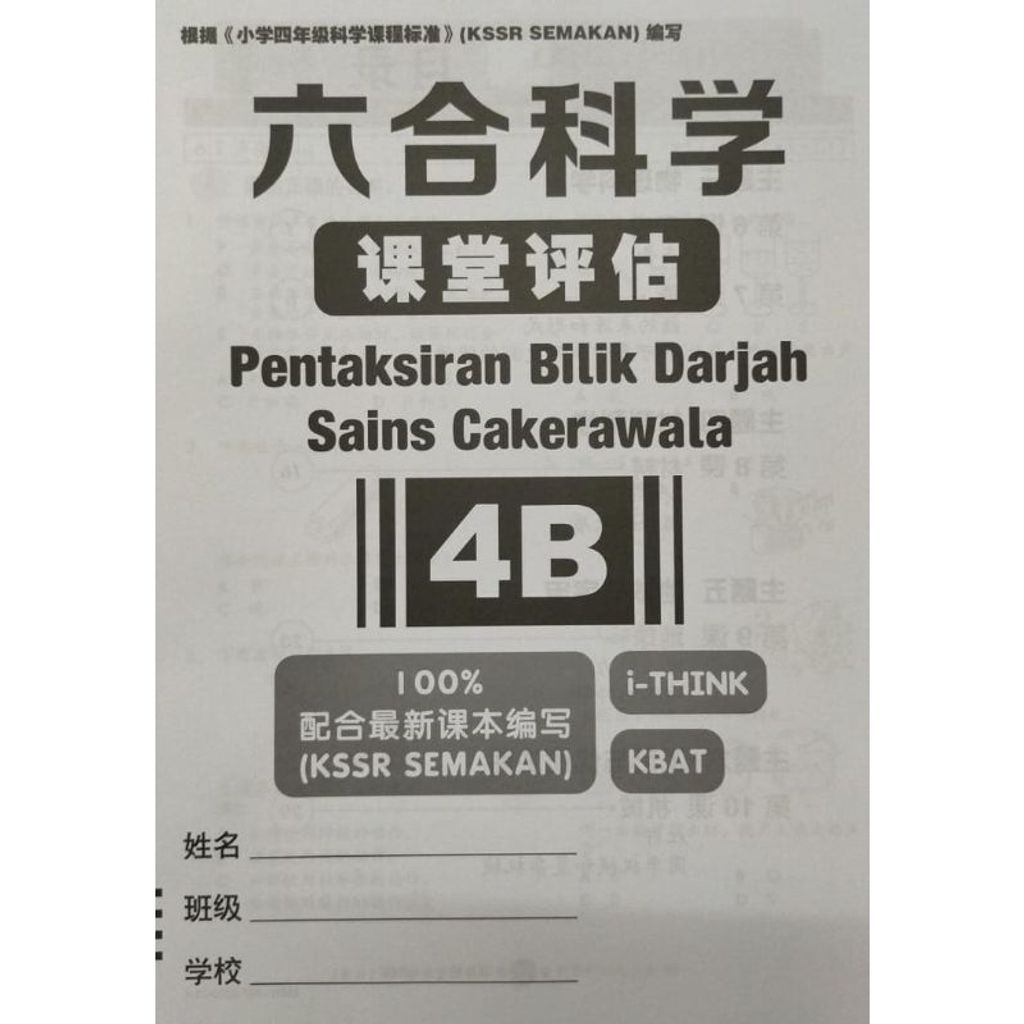 根据《小学四年级科学课程标准》(KSSR SEMAKAN) 编写
六合科学
课堂评估
Pentaksiran Bilik Darjah
Sains Cakerawala
4B
100%
配合最新课本编写
(KSSR SEMAKAN)
i-THINK
KBAT
姓名
班级
学校